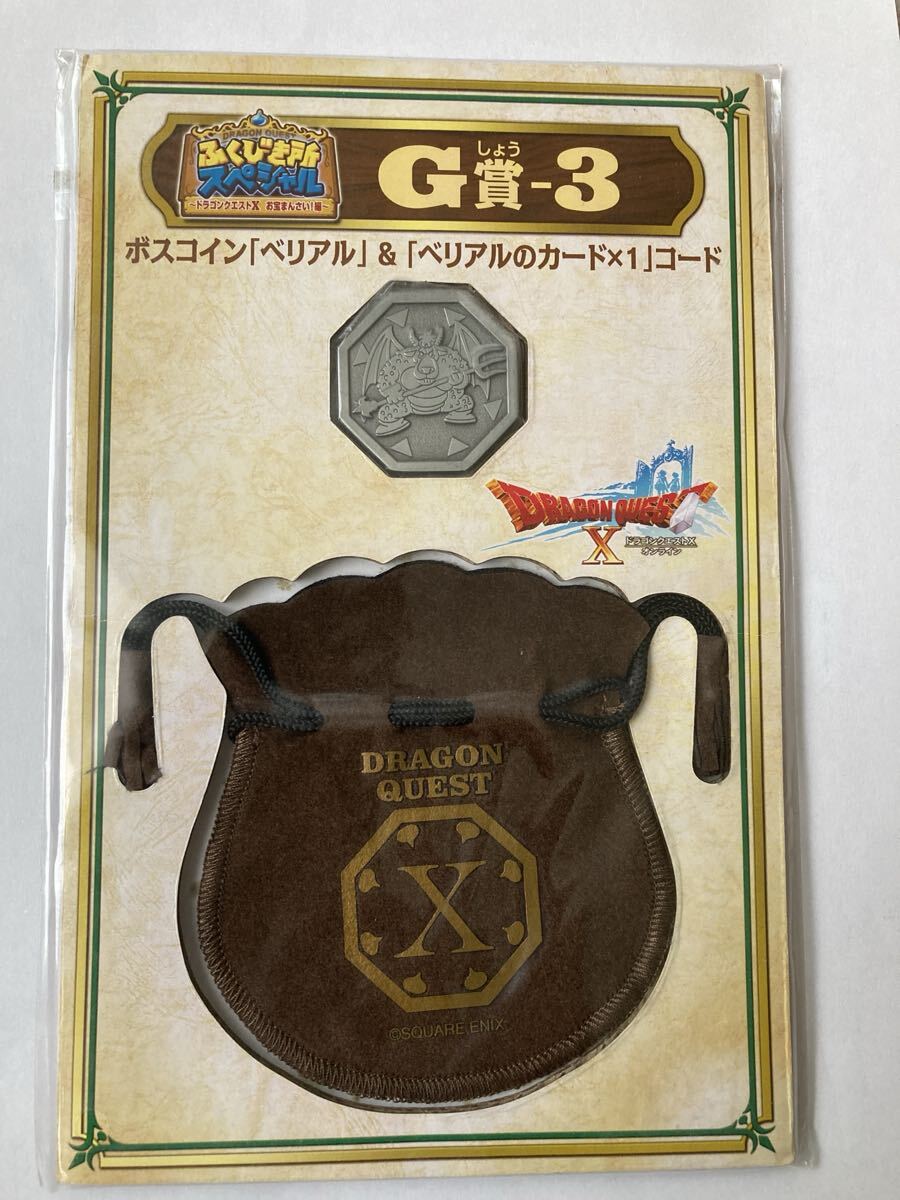 DRAGON QUEST
ふくびき所
スペシャル
～ドラゴンクエストX お宝まんさい!編～
しょう
G賞-3
ボスコイン「ベリアル」&「ベリアルのカード×1」コード
DRAGON QUEST
X
ドラゴンクエストX
オンライン
DRAGON
QUEST
X
©SQUARE ENIX